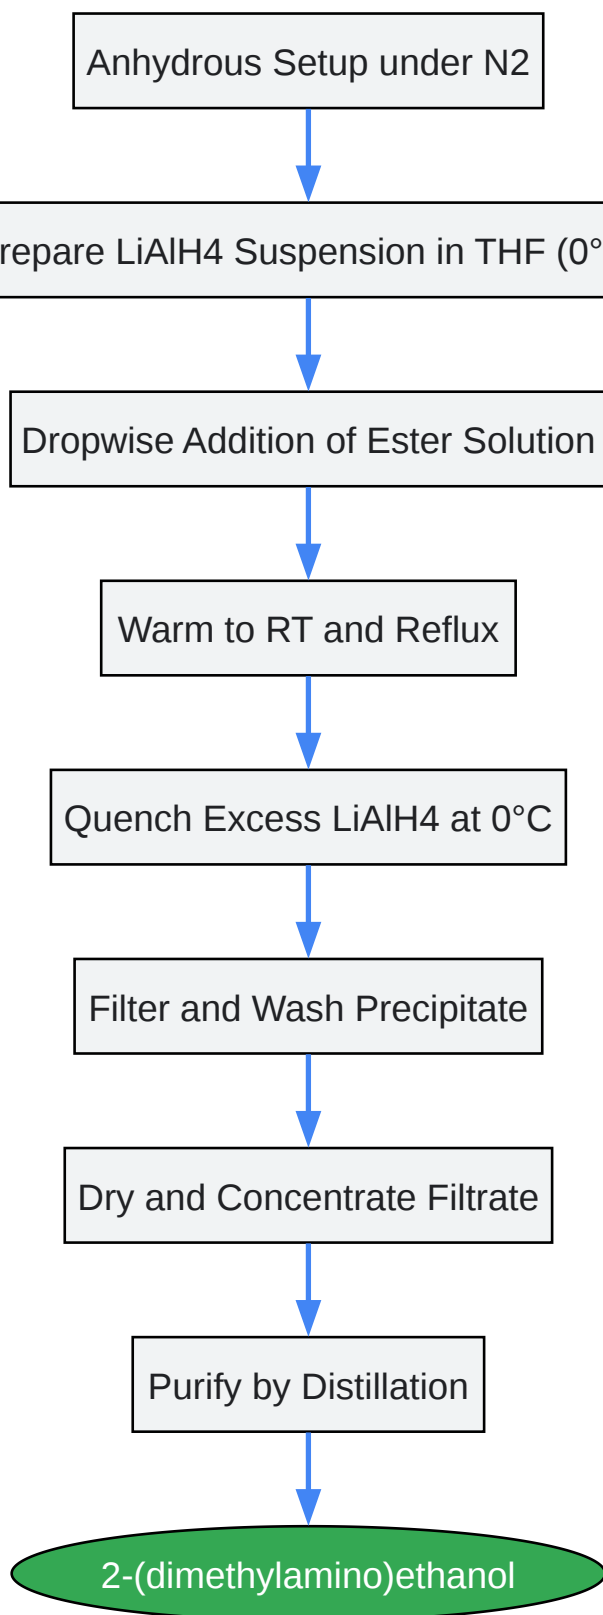 Anhydrous Setup under N2
repare LiAlH4 Suspension in THF (0°
Dropwise Addition of Ester Solution
Warm to RT and Reflux
Quench Excess LiAlH4 at 0°C
Filter and Wash Precipitate
Dry and Concentrate Filtrate
Purify by Distillation
2-(dimethylamino)ethanol